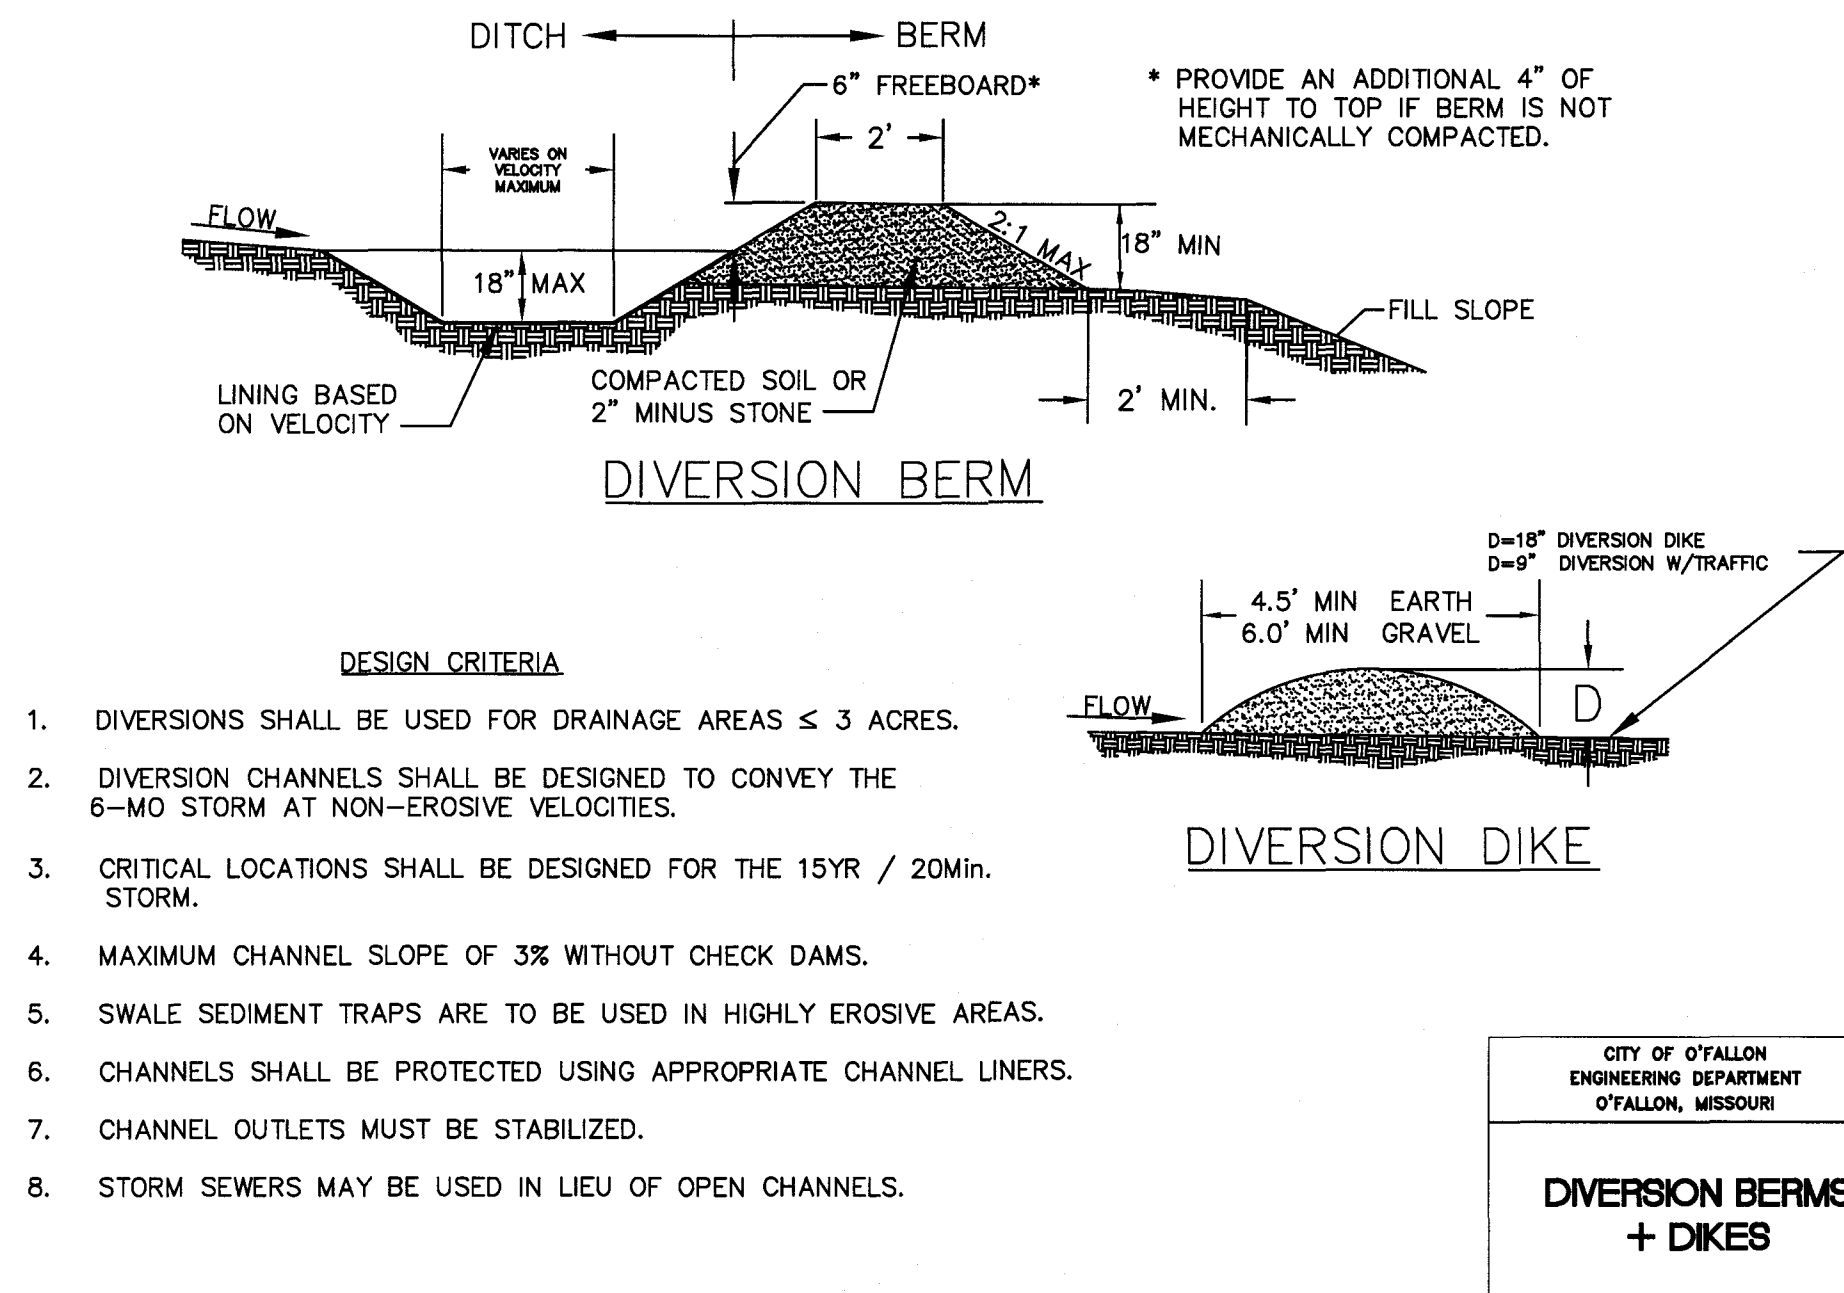 DITCH
BERM
6" FREEBOARD*
* PROVIDE AN ADDITIONAL 4" OF
HEIGHT TO TOP IF BERM IS NOT
MECHANICALLY COMPACTED.
2'
VARIES ON
VELOCITY
MAXIMUM
FLOW
2:1 MAX
18" MIN
18" MAX
FILL SLOPE
LINING BASED
ON VELOCITY
COMPACTED SOIL OR
2" MINUS STONE
2' MIN.
DIVERSION BERM
D=18" DIVERSION DIKE
D=9" DIVERSION W/TRAFFIC
4.5' MIN EARTH
6.0' MIN GRAVEL
FLOW
D
DIVERSION DIKE
DESIGN CRITERIA
1. DIVERSIONS SHALL BE USED FOR DRAINAGE AREAS ≤ 3 ACRES.
2. DIVERSION CHANNELS SHALL BE DESIGNED TO CONVEY THE
6-MO STORM AT NON-EROSIVE VELOCITIES.
3. CRITICAL LOCATIONS SHALL BE DESIGNED FOR THE 15YR / 20Min.
STORM.
4. MAXIMUM CHANNEL SLOPE OF 3% WITHOUT CHECK DAMS.
5. SWALE SEDIMENT TRAPS ARE TO BE USED IN HIGHLY EROSIVE AREAS.
6. CHANNELS SHALL BE PROTECTED USING APPROPRIATE CHANNEL LINERS.
7. CHANNEL OUTLETS MUST BE STABILIZED.
8. STORM SEWERS MAY BE USED IN LIEU OF OPEN CHANNELS.
CITY OF O'FALLON
ENGINEERING DEPARTMENT
O'FALLON, MISSOURI
DIVERSION BERMS
+ DIKES